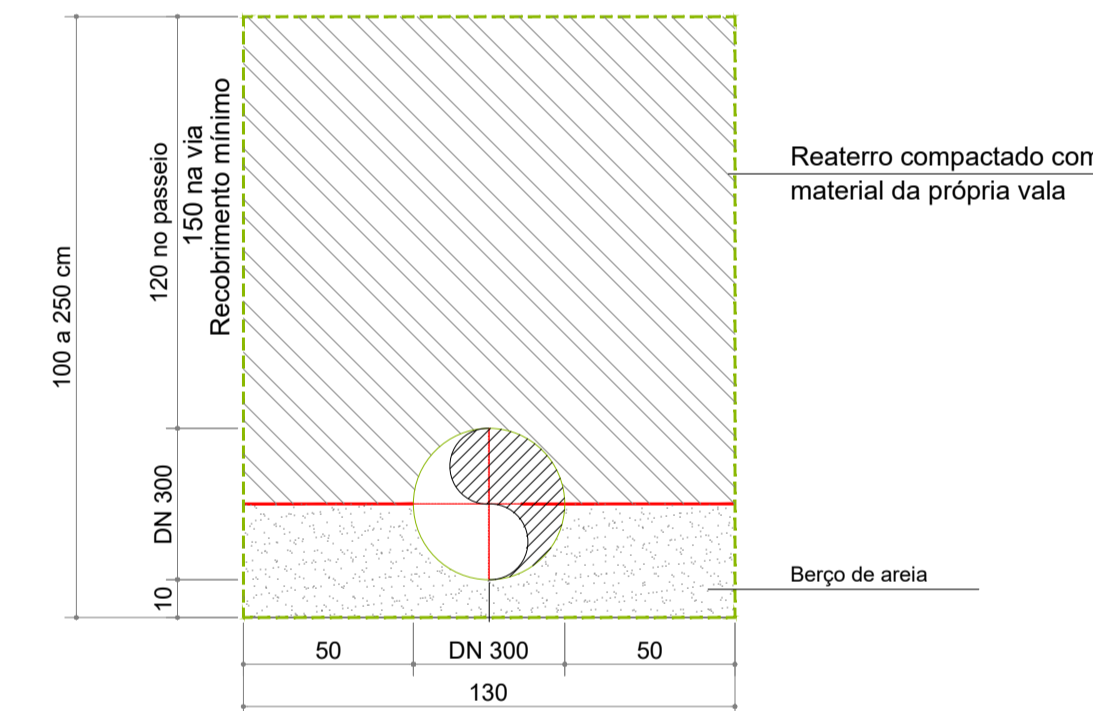 100 a 250 cm
120 no passeio
150 na via
Recobrimento mínimo
DN 300
10
Reaterro compactado com
material da própria vala
Berço de areia
50
DN 300
50
130